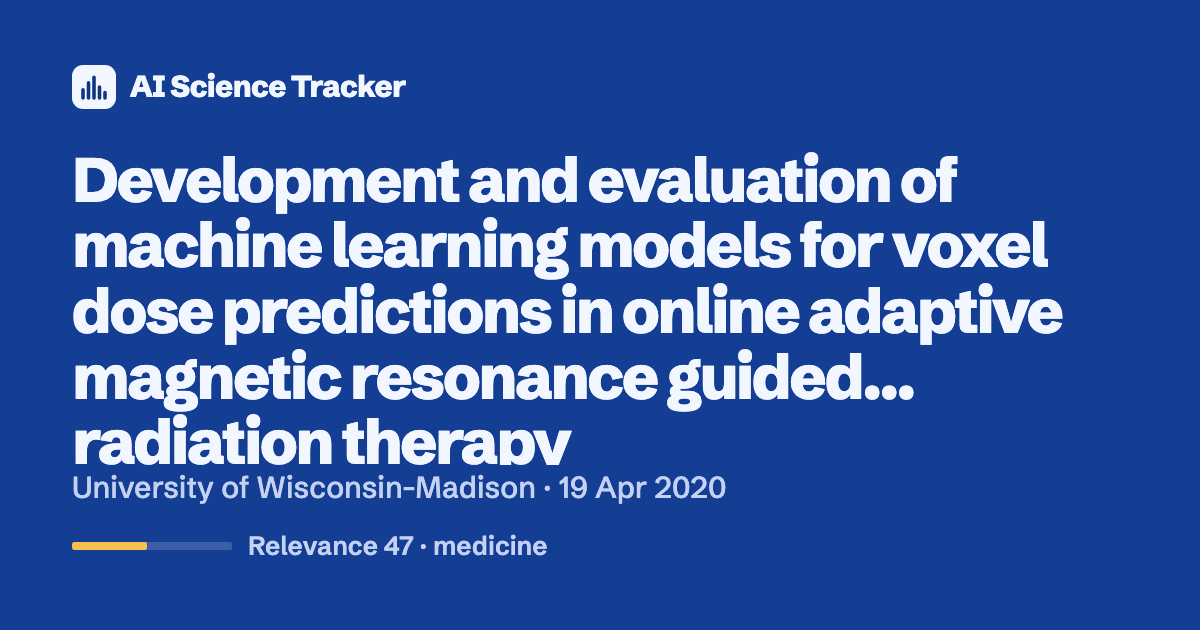 AI Science Tracker
Development and evaluation of
machine learning models for voxel
dose predictions in online adaptive
magnetic resonance guided...
radiation therapy
University of Wisconsin-Madison · 19 Apr 2020
Relevance 47 · medicine